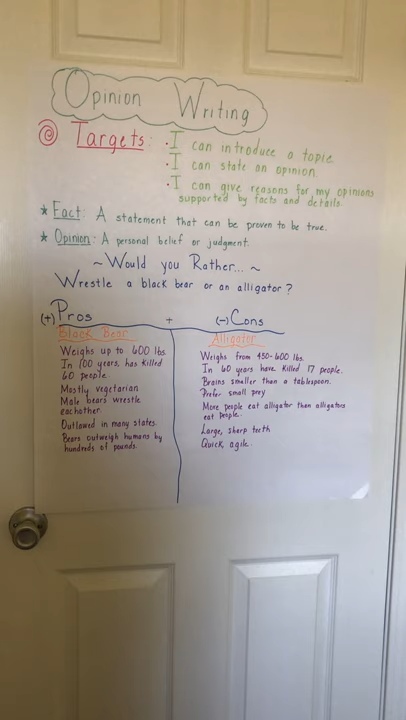 Opinion Writing
Targets: · I can introduce a topic
· I can state an opinion
· I can give reasons for my opinions
supported by facts and details.
* Fact: A statement that can be proven to be true.
* Opinion: A personal belief or judgment.
~ Would you Rather... ~
Wrestle a black bear or an alligator?
(+) Pros + (-) Cons
Black Bear
Weighs up to 600 lbs.
In 100 years, has killed
60 people.
Mostly vegetarian
Male bears wrestle
eachother.
Outlawed in many states.
Bears outweigh humans by
hundreds of pounds.
Alligator
Weighs from 450-600 lbs.
In 60 years have killed 17 people.
Brains smaller than a tablespoon.
Prefer small prey
More people eat alligator than alligators
eat people.
Large, sharp teeth
Quick, agile.